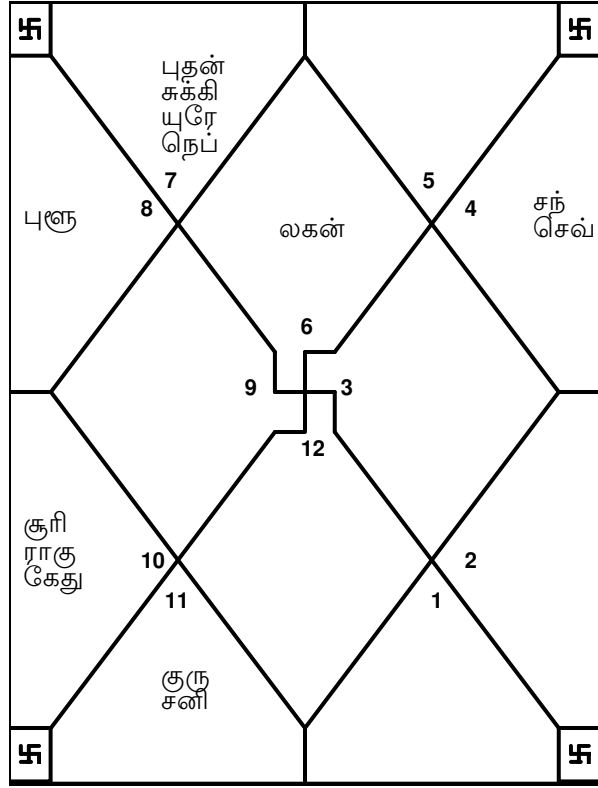 புதன்
சுக்கி
யுரே
நெப்
7
5
8
4
புளூ
லகன்
சந்
செவ்
6
9
3
12
சூரி
ராகு
கேது
10
2
11
1
குரு
சனி